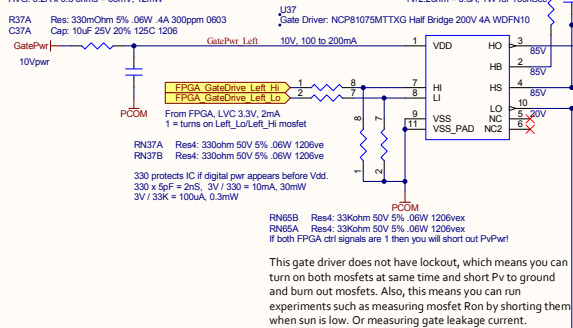 R37A Res: 330mOhm 5% .06W .4A 300ppm 0603
C37A Cap: 10uF 25V 20% 125C 1206
U37
Gate Driver: NCP81075MTTXG Half Bridge 200V 4A WDFN10
GatePwr
10Vpwr
GatePwr_Left
10V, 100 to 200mA
1
VDD
HO
3
85V
HB
2
85V
FPGA_GateDrive_Left_Hi
1
8
7
HI
HS
4
85V
FPGA_GateDrive_Left_Lo
2
7
8
LI
LO
10
20V
PCOM
From FPGA, LVC 3.3V, 2mA
1 = turns on Left_Lo/Left_Hi mosfet
9
VSS
NC
5
11
VSS_PAD
NC2
6
8
7
1
2
RN37A Res4: 330ohm 50V 5% .06W 1206ve
RN37B Res4: 330ohm 50V 5% .06W 1206ve
330 protects IC if digital pwr appears before Vdd.
330 x 5pF = 2nS, 3V / 330 = 10mA, 30mW
3V / 33K = 100uA, 0.3mW
PCOM
RN65B Res4: 33Kohm 50V 5% .06W 1206vex
RN65A Res4: 33Kohm 50V 5% .06W 1206vex
If both FPGA ctrl signals are 1 then you will short out PvPwr!
This gate driver does not have lockout, which means you can
turn on both mosfets at same time and short Pv to ground
and burn out mosfets. Also, this means you can run
experiments such as measuring mosfet Ron by shorting them
when sun is low. Or measuring gate leakage current.